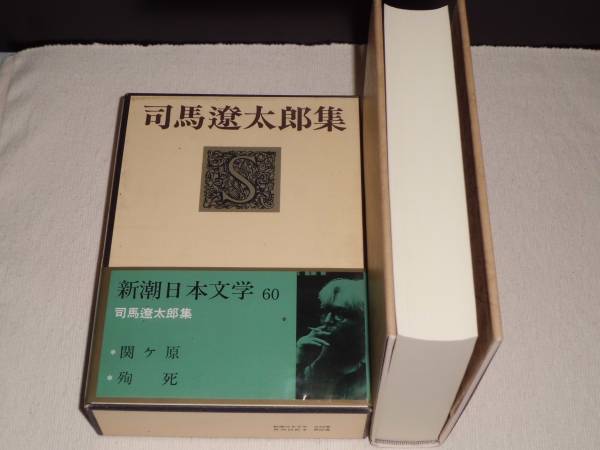 司馬遼太郎集
S
新潮日本文学 60
司馬遼太郎集
• 関ケ原
• 殉 死